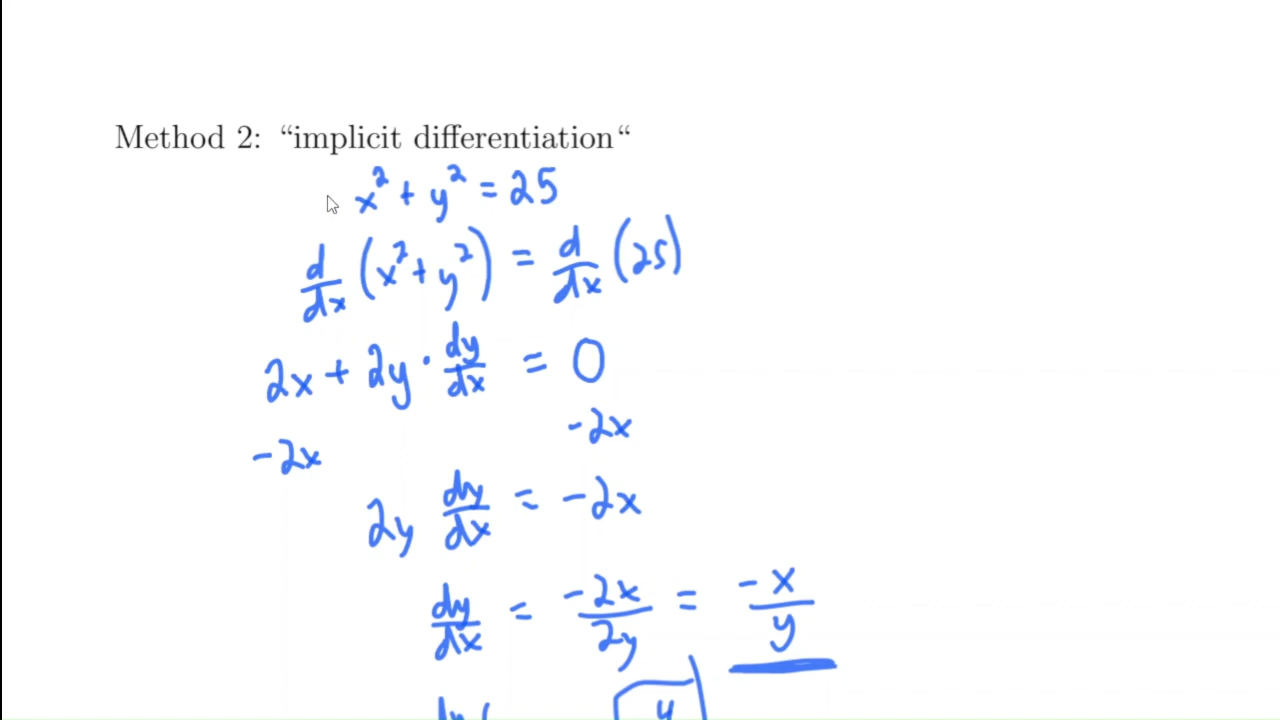 Method 2: “implicit differentiation“
x² + y² = 25
d/dx (x² + y²) = d/dx (25)
2x + 2y · dy/dx = 0
-2x -2x
2y dy/dx = -2x
dy/dx = -2x/2y = -x/y